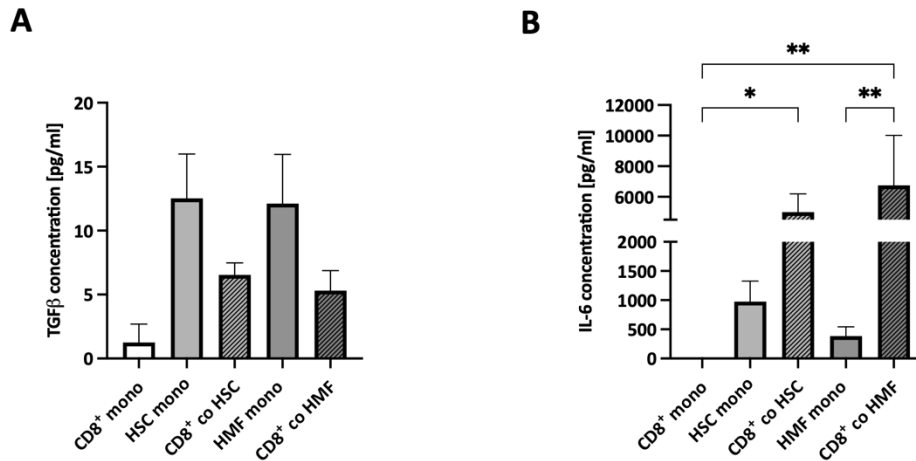 A
TGFβ concentration [pg/ml]
20
15
10
5
0
CD8⁺ mono
HSC mono
CD8⁺ co HSC
HMF mono
CD8⁺ co HMF
B
**
*
**
IL-6 concentration [pg/ml]
12000
10000
8000
6000
2000
1500
1000
500
0
CD8⁺ mono
HSC mono
CD8⁺ co HSC
HMF mono
CD8⁺ co HMF